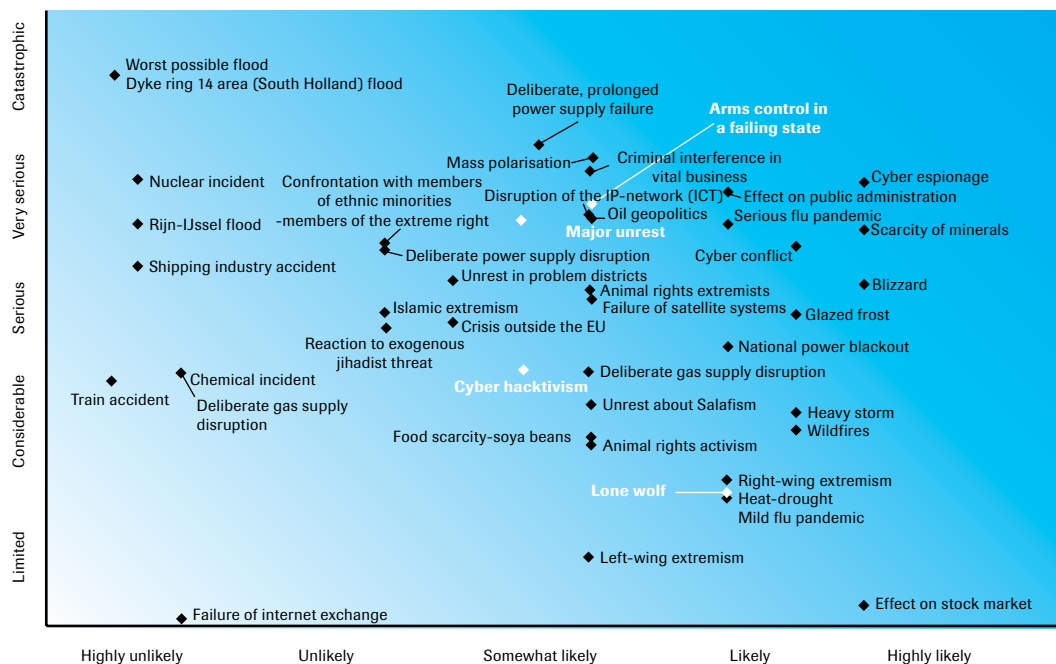 Catastrophic
Very serious
Serious
Considerable
Limited
Worst possible flood
Dyke ring 14 area (South Holland) flood
Deliberate, prolonged
power supply failure
Arms control in
a failing state
Mass polarisation
Criminal interference in
vital business
Nuclear incident
Confrontation with members
of ethnic minorities
-members of the extreme right
Disruption of the IP-network (ICT)
Cyber espionage
Effect on public administration
Oil geopolitics
Serious flu pandemic
Rijn-IJssel flood
Major unrest
Scarcity of minerals
Deliberate power supply disruption
Cyber conflict
Shipping industry accident
Unrest in problem districts
Animal rights extremists
Blizzard
Islamic extremism
Failure of satellite systems
Glazed frost
Crisis outside the EU
Reaction to exogenous
jihadist threat
National power blackout
Chemical incident
Cyber hacktivism
Deliberate gas supply disruption
Train accident
Deliberate gas supply
disruption
Unrest about Salafism
Heavy storm
Wildfires
Food scarcity-soya beans
Animal rights activism
Right-wing extremism
Lone wolf
Heat-drought
Mild flu pandemic
Left-wing extremism
Effect on stock market
Failure of internet exchange
Highly unlikely
Unlikely
Somewhat likely
Likely
Highly likely